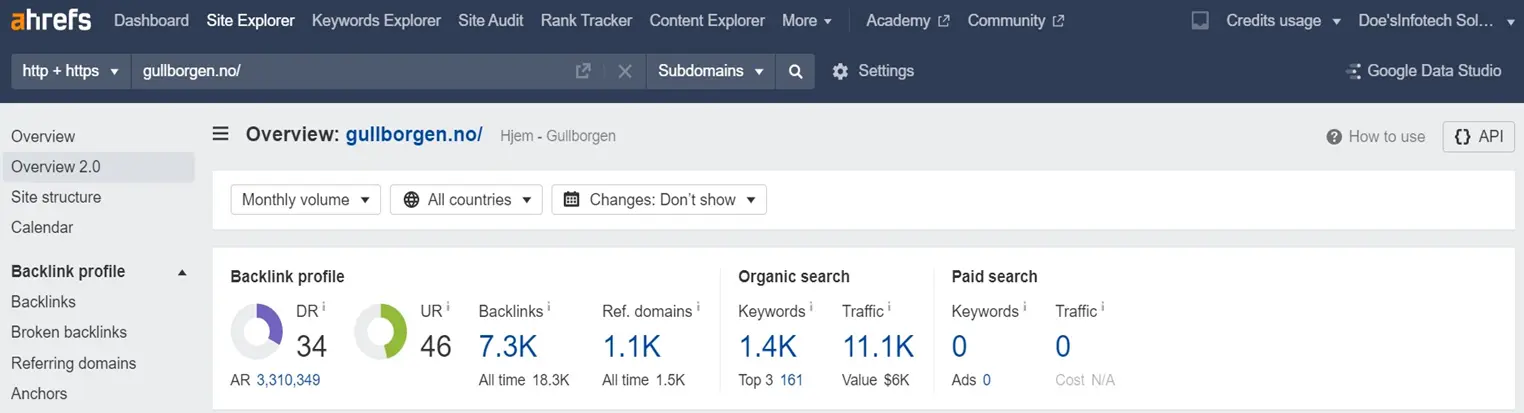 ahrefs Dashboard Site Explorer Keywords Explorer Site Audit Rank Tracker Content Explorer More Academy Community Credits usage Doe'sInfotech Sol...
http + https gullborgen.no/ Subdomains Settings Google Data Studio
Overview
Overview 2.0
Site structure
Calendar
Backlink profile
Backlinks
Broken backlinks
Referring domains
Anchors
Overview: gullborgen.no/ Hjem - Gullborgen How to use {} API
Monthly volume All countries Changes: Don't show
Backlink profile Organic search Paid search
DR UR Backlinks Ref. domains Keywords Traffic Keywords Traffic
34 46 7.3K 1.1K 1.4K 11.1K 0 0
AR 3,310,349 All time 18.3K All time 1.5K Top 3 161 Value $6K Ads 0 Cost N/A